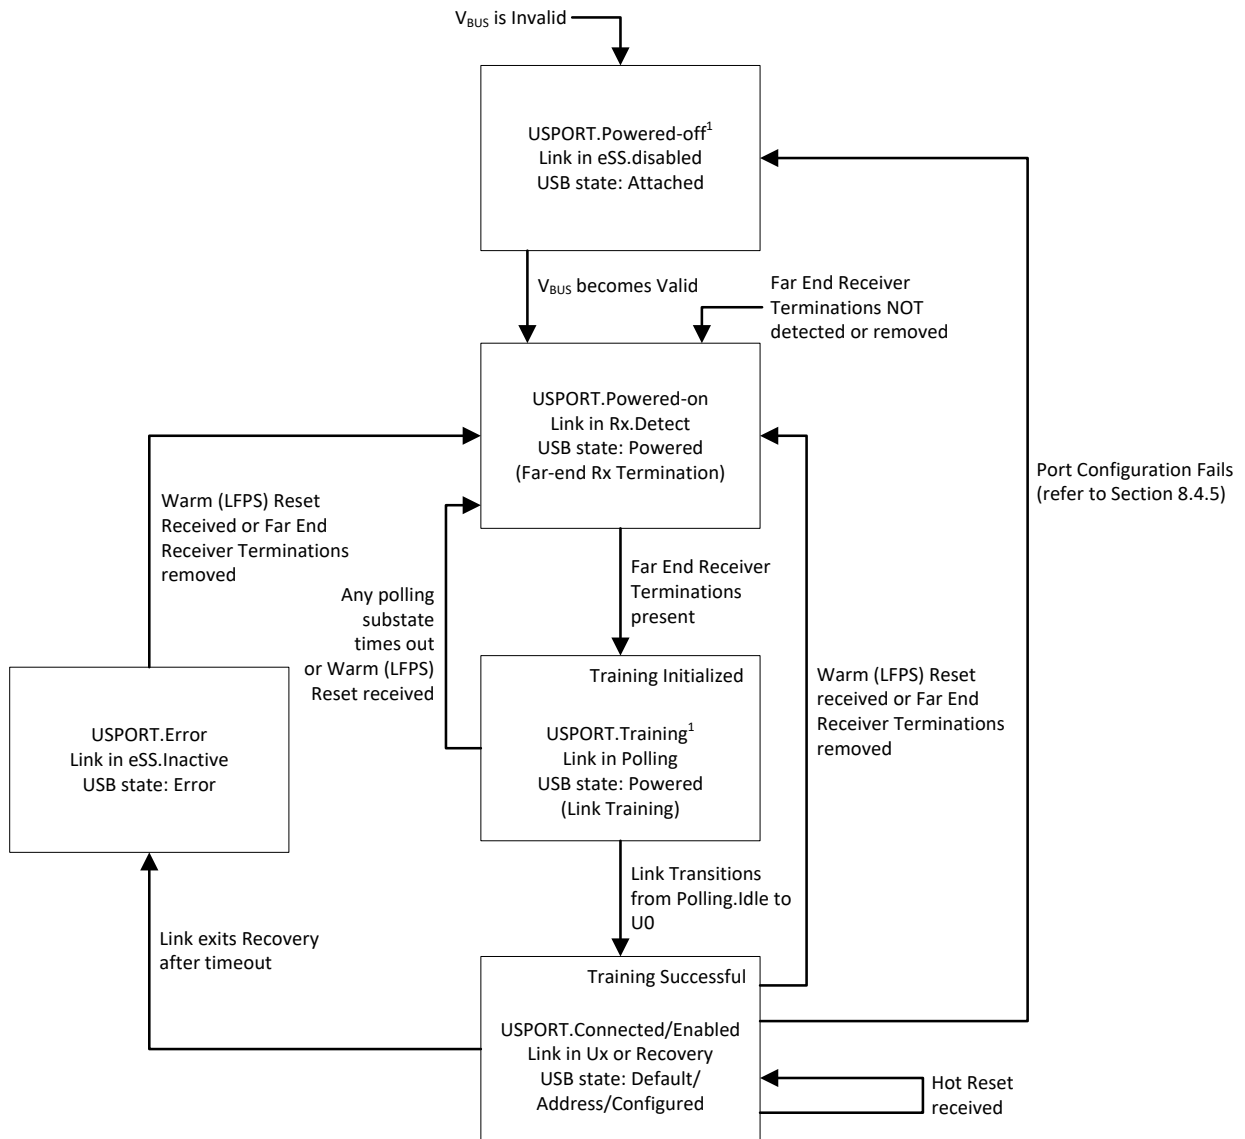 VBUS is Invalid
USPORT.Powered-off1
Link in eSS.disabled
USB state: Attached
VBUS becomes Valid
Far End Receiver
Terminations NOT
detected or removed
USPORT.Powered-on
Link in Rx.Detect
USB state: Powered
(Far-end Rx Termination)
Port Configuration Fails
(refer to Section 8.4.5)
Warm (LFPS) Reset
Received or Far End
Receiver Terminations
removed
Any polling
substate
times out
or Warm (LFPS)
Reset received
Far End Receiver
Terminations
present
Training Initialized
USPORT.Training1
Link in Polling
USB state: Powered
(Link Training)
Warm (LFPS) Reset
received or Far End
Receiver Terminations
removed
USPORT.Error
Link in eSS.Inactive
USB state: Error
Link Transitions
from Polling.Idle to
U0
Link exits Recovery
after timeout
Training Successful
USPORT.Connected/Enabled
Link in Ux or Recovery
USB state: Default/
Address/Configured
Hot Reset
received